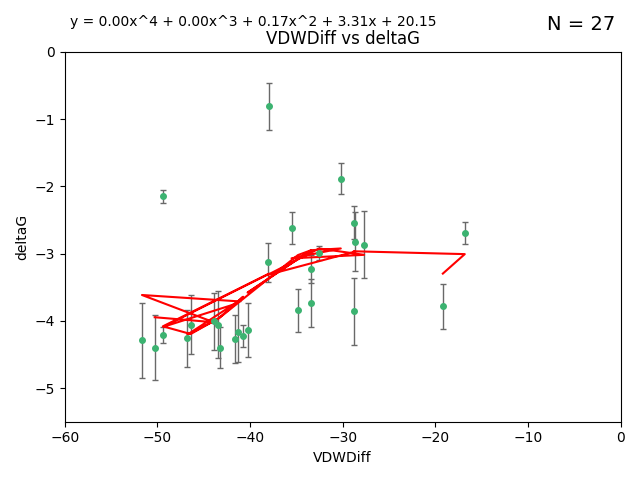 y = 0.00x^4 + 0.00x^3 + 0.17x^2 + 3.31x + 20.15
N = 27
VDWDiff vs deltaG
0
−1
−2
−3
−4
−5
deltaG
−60
−50
−40
−30
−20
−10
0
VDWDiff